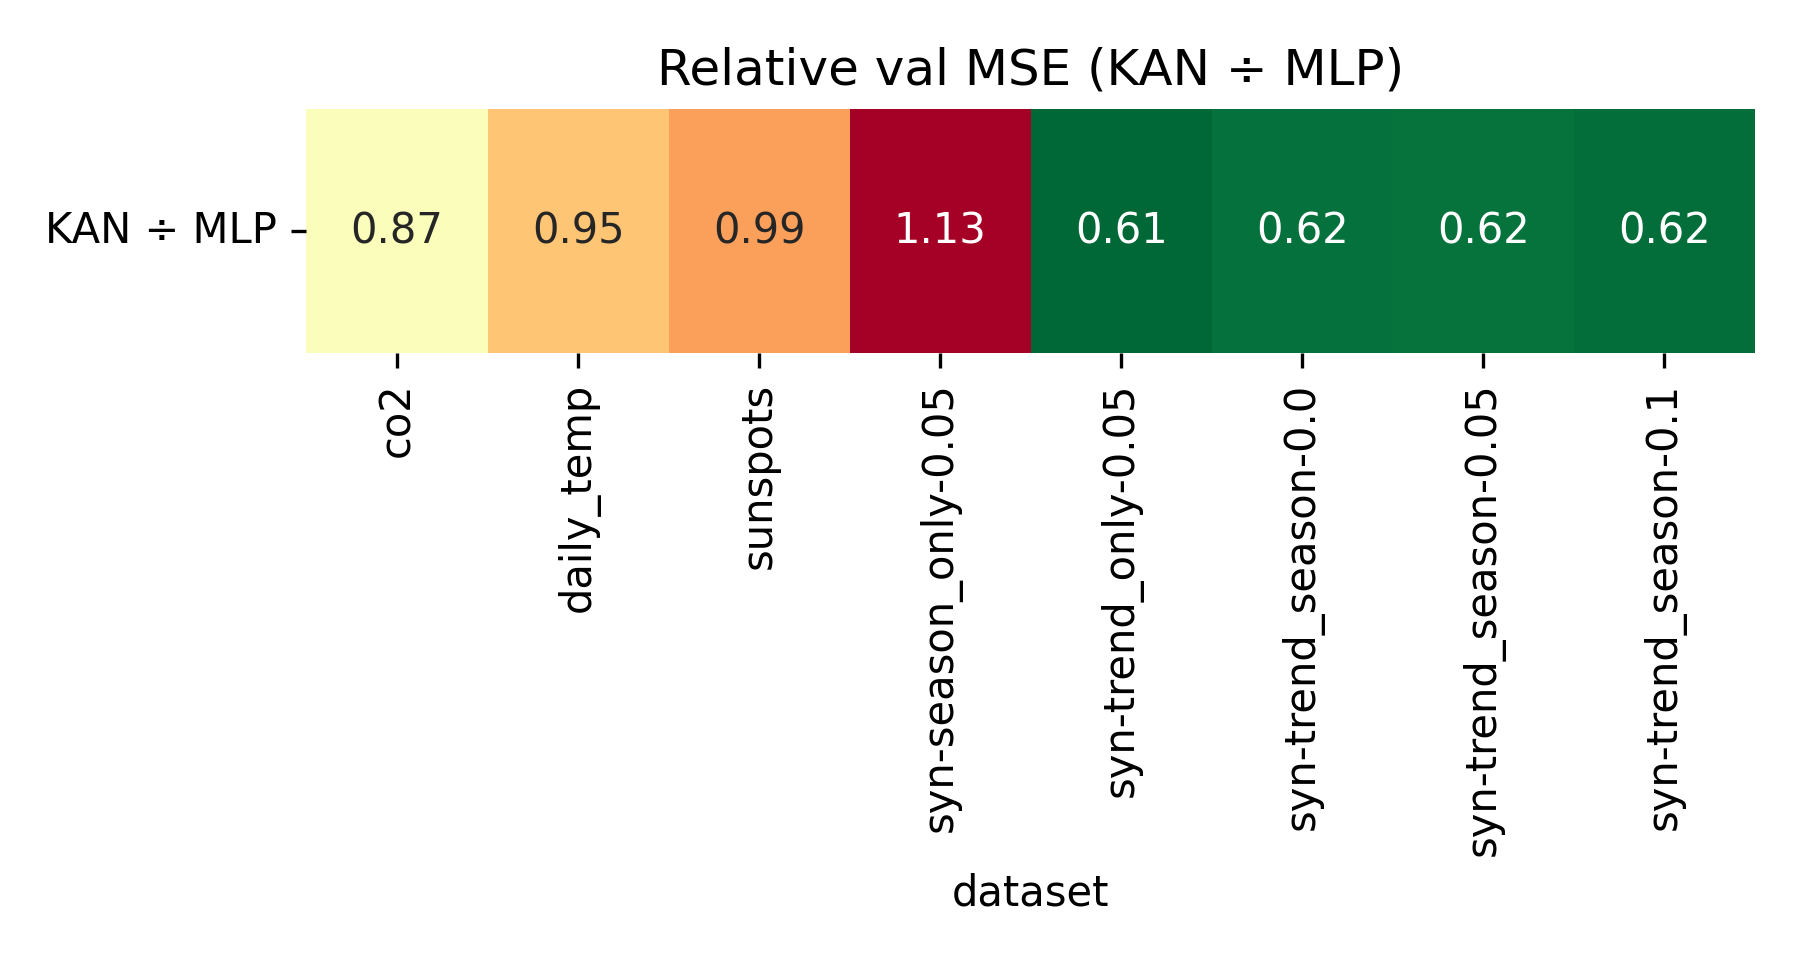 Relative val MSE (KAN ÷ MLP)
KAN ÷ MLP
0.87 0.95 0.99 1.13 0.61 0.62 0.62 0.62
co2
daily_temp
sunspots
syn-season_only-0.05
syn-trend_only-0.05
syn-trend_season-0.0
syn-trend_season-0.05
syn-trend_season-0.1
dataset